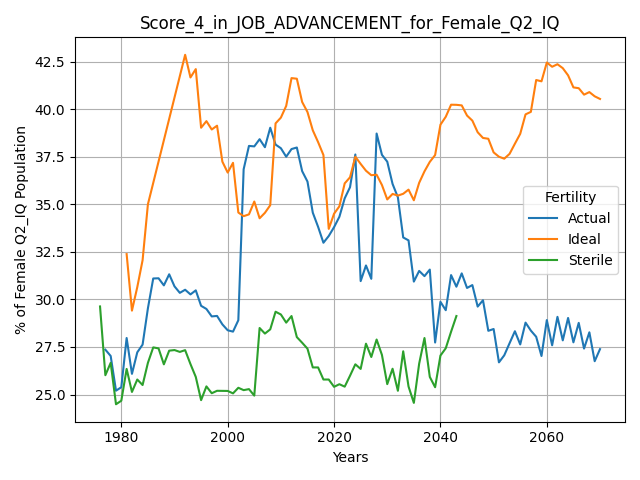 Score_4_in_JOB_ADVANCEMENT_for_Female_Q2_IQ
% of Female Q2_IQ Population
42.5
40.0
37.5
35.0
32.5
30.0
27.5
25.0
Fertility
Actual
Ideal
Sterile
1980 2000 2020 2040 2060
Years